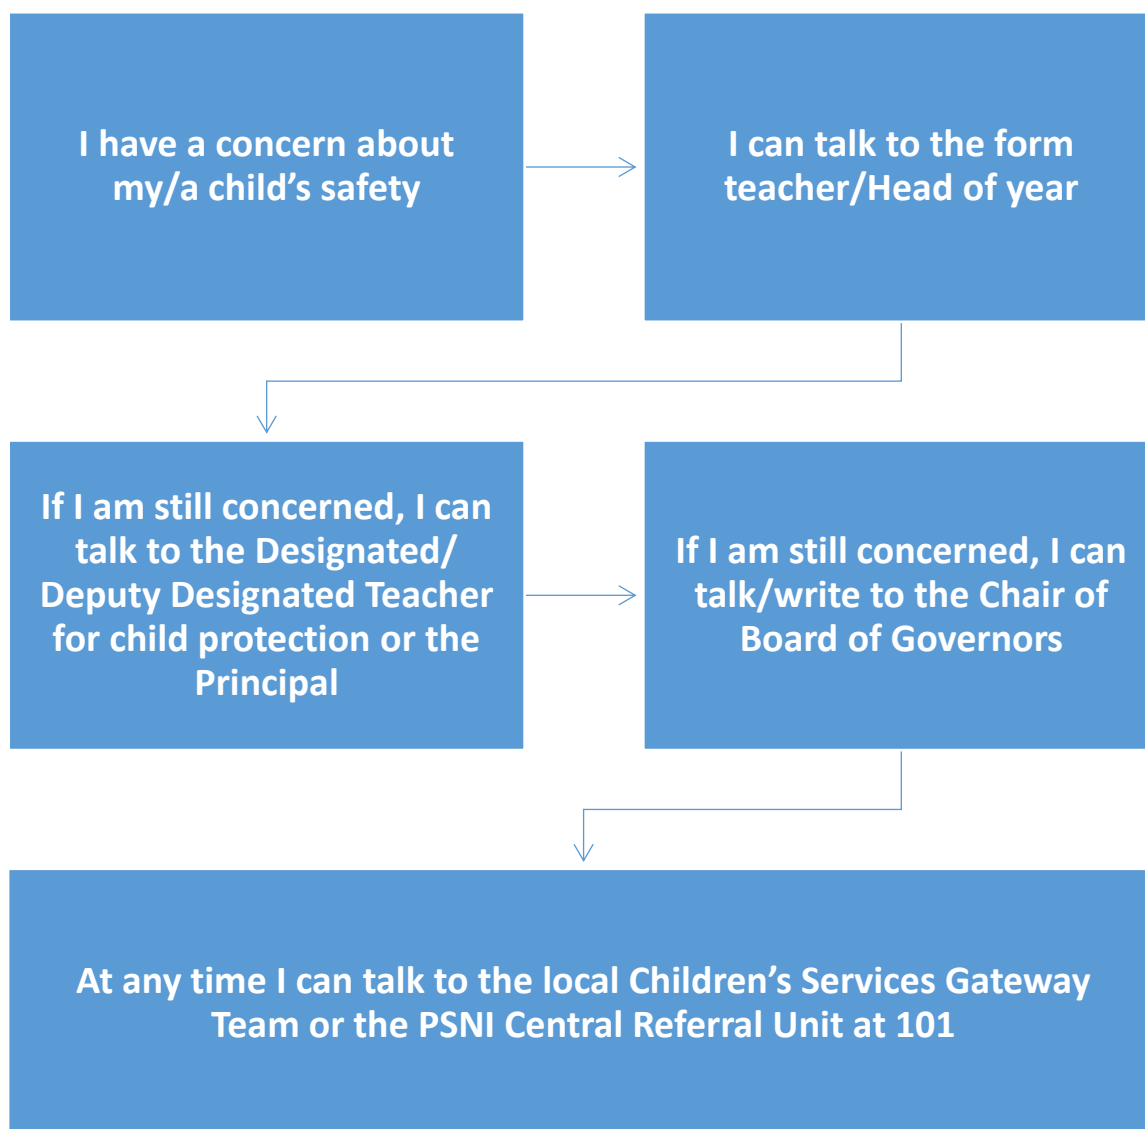 I have a concern about
my/a child’s safety
I can talk to the form
teacher/Head of year
If I am still concerned, I can
talk to the Designated/
Deputy Designated Teacher
for child protection or the
Principal
If I am still concerned, I can
talk/write to the Chair of
Board of Governors
At any time I can talk to the local Children’s Services Gateway
Team or the PSNI Central Referral Unit at 101